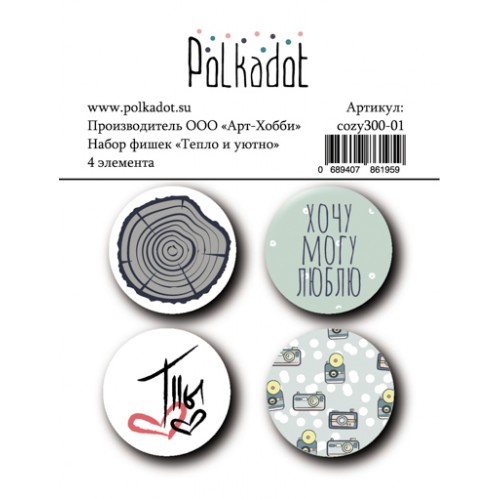 Polkadot
www.polkadot.su
Производитель ООО «Арт-Хобби»
Набор фишек «Тепло и уютно»
4 элемента
Артикул:
cozy300-01
0 689407 861959
ХОЧУ
МОГУ
ЛЮБЛЮ
Ты